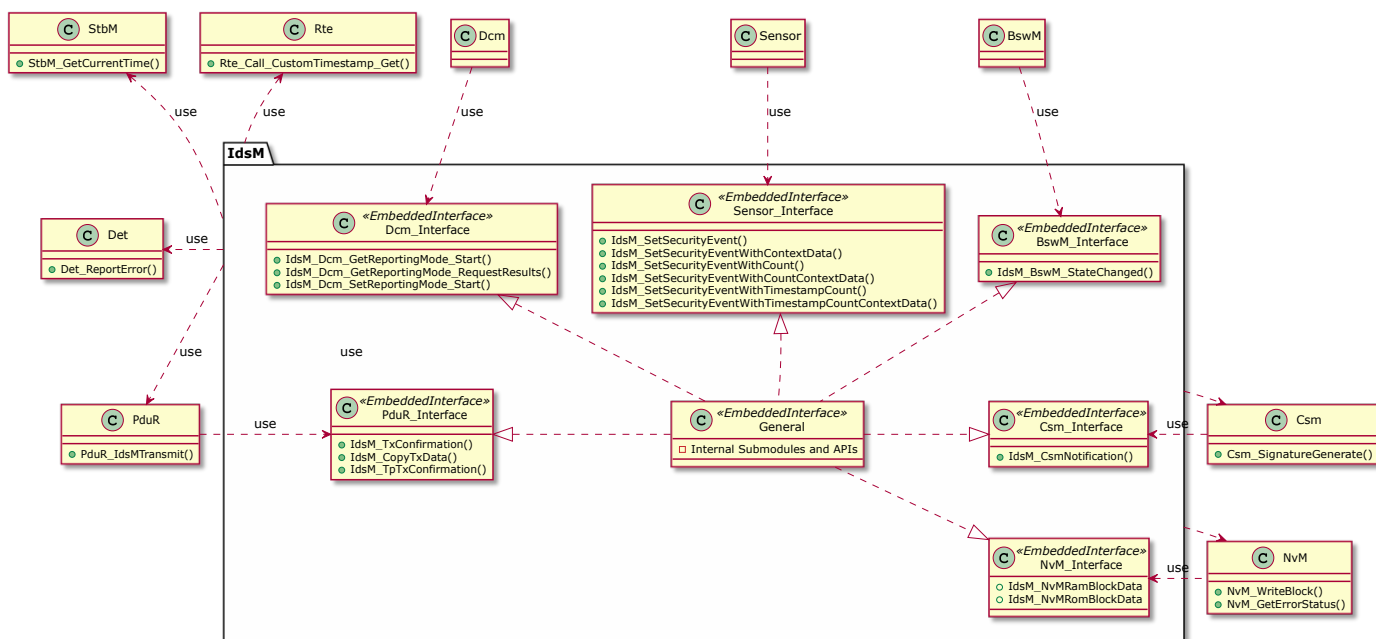 C StbM
StbM_GetCurrentTime()
C Rte
Rte_Call_CustomTimestamp_Get()
C Dcm
C Sensor
C BswM
use
use
use
use
use
IdsM
C «EmbeddedInterface»
Dcm_Interface
IdsM_Dcm_GetReportingMode_Start()
IdsM_Dcm_GetReportingMode_RequestResults()
IdsM_Dcm_SetReportingMode_Start()
C «EmbeddedInterface»
Sensor_Interface
IdsM_SetSecurityEvent()
IdsM_SetSecurityEventWithContextData()
IdsM_SetSecurityEventWithCount()
IdsM_SetSecurityEventWithCountContextData()
IdsM_SetSecurityEventWithTimestampCount()
IdsM_SetSecurityEventWithTimestampCountContextData()
C «EmbeddedInterface»
BswM_Interface
IdsM_BswM_StateChanged()
C Det
Det_ReportError()
use
use
use
C PduR
PduR_IdsMTransmit()
use
C «EmbeddedInterface»
PduR_Interface
IdsM_TxConfirmation()
IdsM_CopyTxData()
IdsM_TpTxConfirmation()
C «EmbeddedInterface»
General
Internal Submodules and APIs
C «EmbeddedInterface»
Csm_Interface
IdsM_CsmNotification()
use
C Csm
Csm_SignatureGenerate()
C «EmbeddedInterface»
NvM_Interface
IdsM_NvMRamBlockData
IdsM_NvMRomBlockData
use
C NvM
NvM_WriteBlock()
NvM_GetErrorStatus()